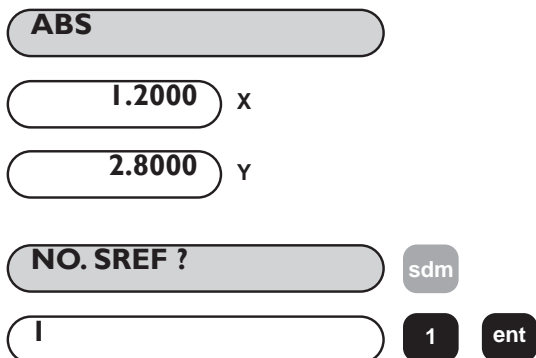 ABS
1.2000 X
2.8000 Y
NO. SREF ? sdm
1 1 ent